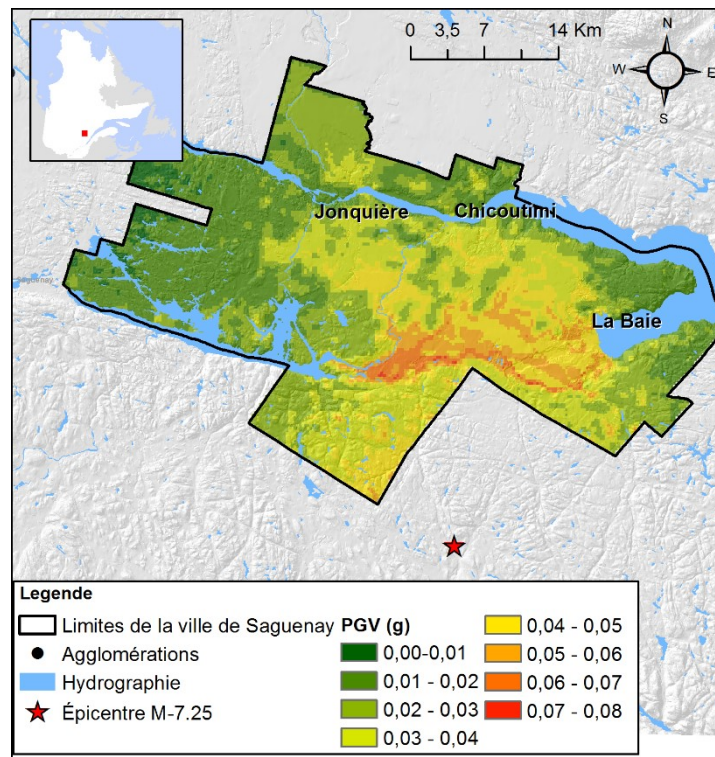 0 3,5 7 14 Km
N
W E
S
Jonquière
Chicoutimi
La Baie
Legende
Limites de la ville de Saguenay
Agglomérations
Hydrographie
Épicentre M-7.25
PGV (g)
0,00-0,01
0,01 - 0,02
0,02 - 0,03
0,03 - 0,04
0,04 - 0,05
0,05 - 0,06
0,06 - 0,07
0,07 - 0,08